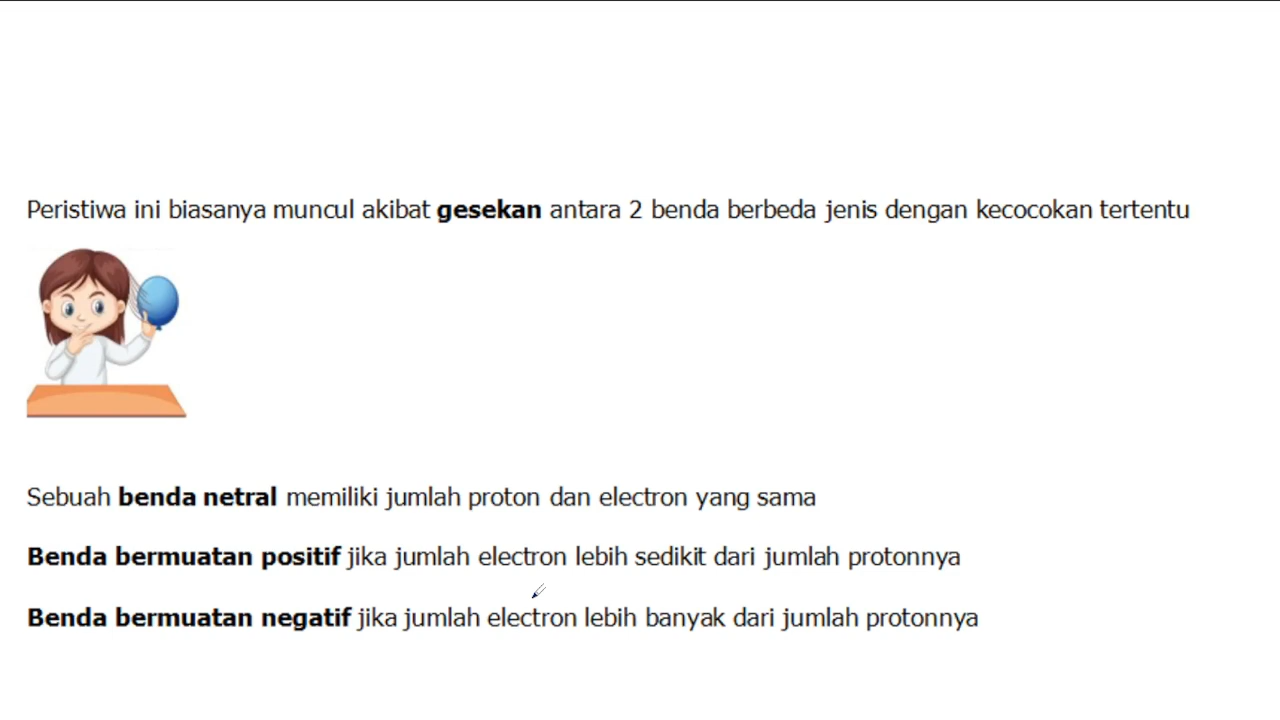 Peristiwa ini biasanya muncul akibat gesekan antara 2 benda berbeda jenis dengan kecocokan tertentu
Sebuah benda netral memiliki jumlah proton dan electron yang sama
Benda bermuatan positif jika jumlah electron lebih sedikit dari jumlah protonnya
Benda bermuatan negatif jika jumlah electron lebih banyak dari jumlah protonnya